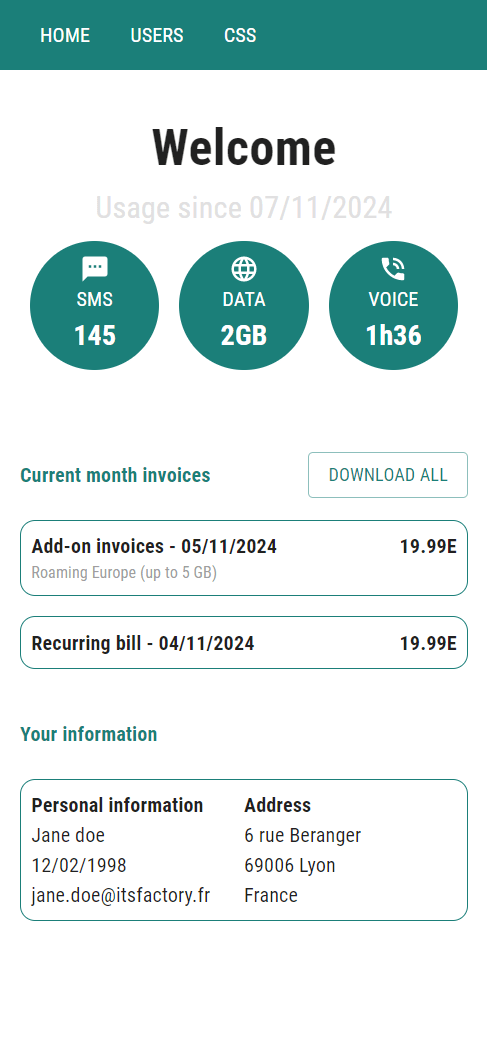 HOME USERS CSS
Welcome
Usage since 07/11/2024
SMS DATA VOICE
145 2GB 1h36
Current month invoices DOWNLOAD ALL
Add-on invoices - 05/11/2024 19.99E
Roaming Europe (up to 5 GB)
Recurring bill - 04/11/2024 19.99E
Your information
Personal information Address
Jane doe 6 rue Beranger
12/02/1998 69006 Lyon
jane.doe@itsfactory.fr France